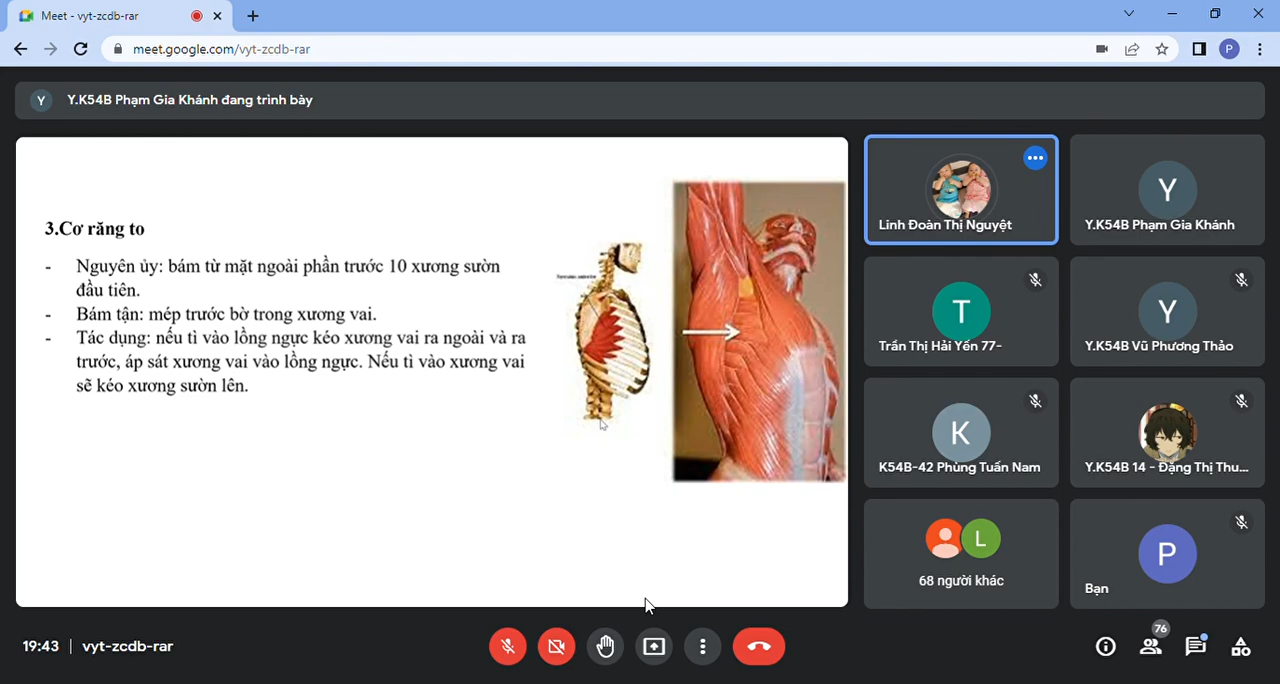 Meet - vyt-zcdb-rar
meet.google.com/vyt-zcdb-rar
P
Y
Y.K54B Phạm Gia Khánh đang trình bày
3.Cơ răng to
- Nguyên ủy: bám từ mặt ngoài phần trước 10 xương sườn
đầu tiên.
- Bám tận: mép trước bờ trong xương vai.
- Tác dụng: nếu tì vào lồng ngực kéo xương vai ra ngoài và ra
trước, áp sát xương vai vào lồng ngực. Nếu tì vào xương vai
sẽ kéo xương sườn lên.
Linh Đoàn Thị Nguyệt
Y
Y.K54B Phạm Gia Khánh
T
Trần Thị Hải Yến 77-
Y
Y.K54B Vũ Phương Thảo
K
K54B-42 Phùng Tuấn Nam
Y.K54B 14 - Đặng Thị Thu...
L
68 người khác
P
Bạn
19:43 | vyt-zcdb-rar
76